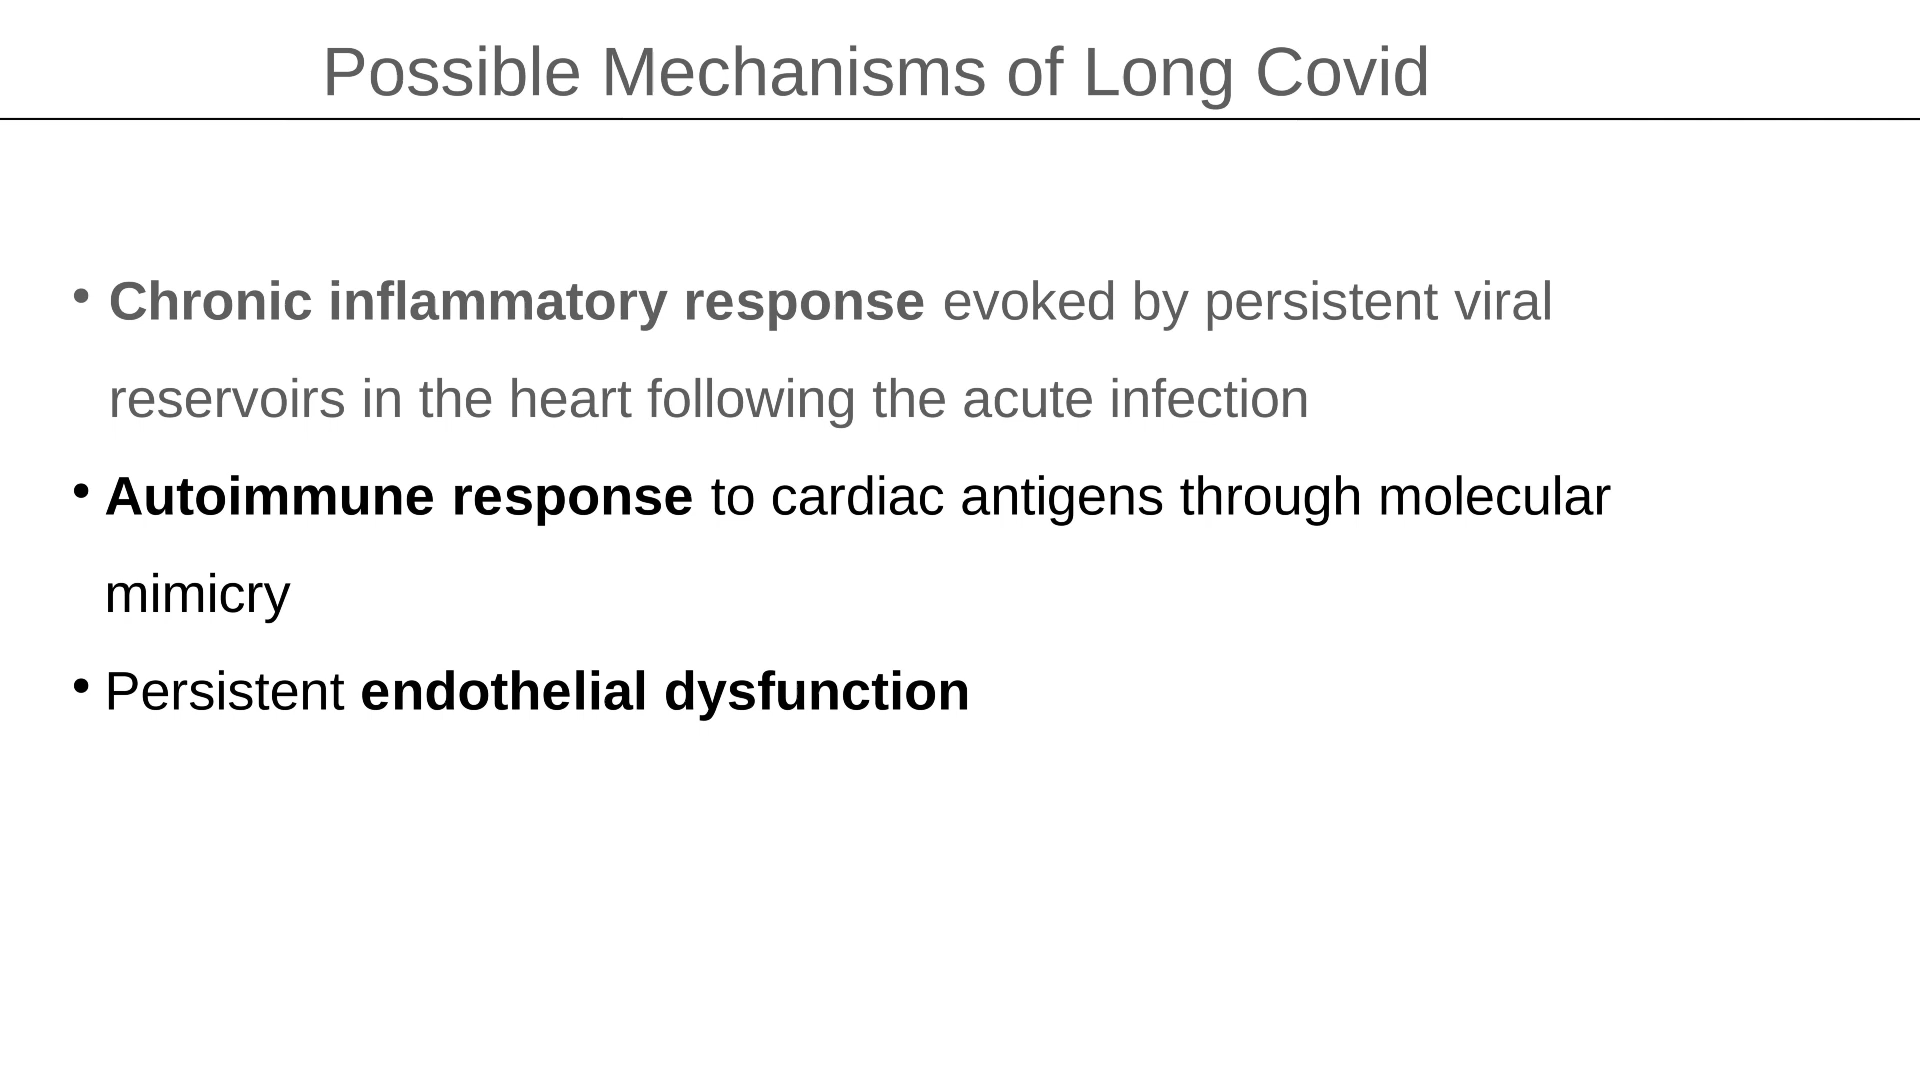 Possible Mechanisms of Long Covid
• Chronic inflammatory response evoked by persistent viral
reservoirs in the heart following the acute infection
• Autoimmune response to cardiac antigens through molecular
mimicry
• Persistent endothelial dysfunction